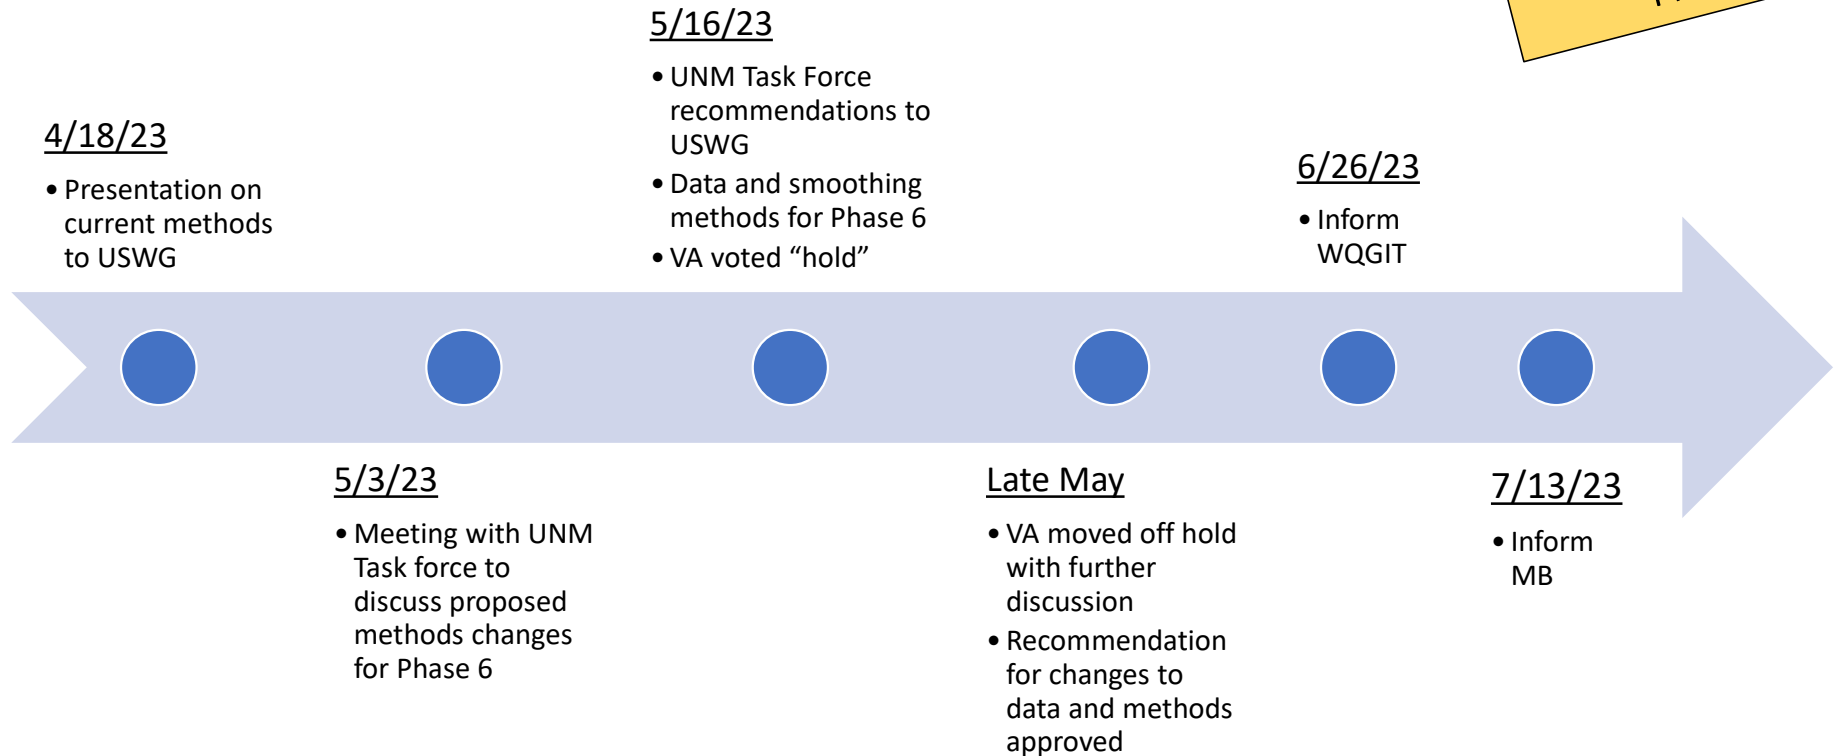 4/18/23
• Presentation on
current methods
to USWG
5/3/23
• Meeting with UNM
Task force to
discuss proposed
methods changes
for Phase 6
5/16/23
• UNM Task Force
recommendations to
USWG
• Data and smoothing
methods for Phase 6
• VA voted “hold”
Late May
• VA moved off hold
with further
discussion
• Recommendation
for changes to
data and methods
approved
6/26/23
• Inform
WQGIT
7/13/23
• Inform
MB